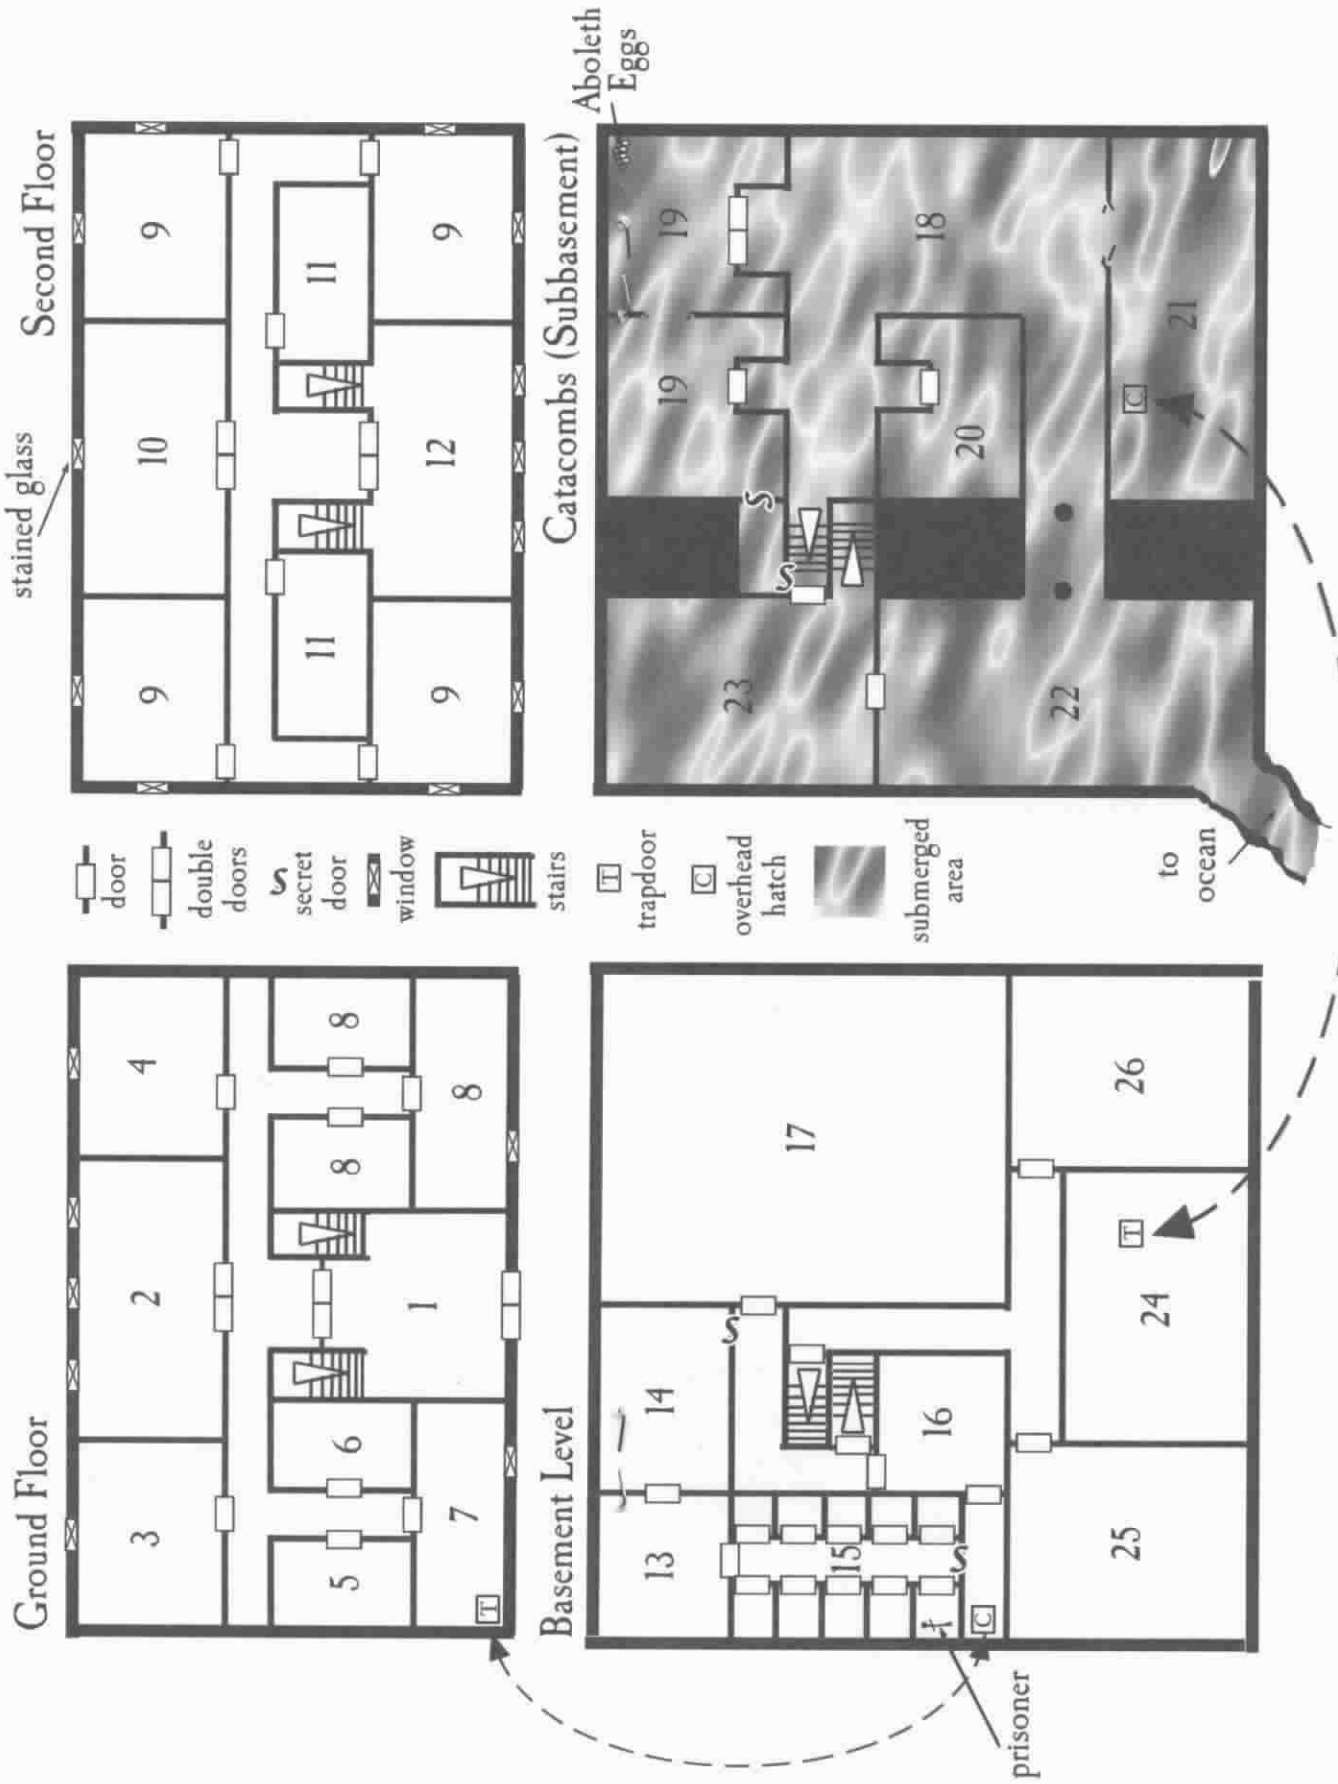 Ground Floor
3
2
4
5
6
8
8
7
1
8
T
door
double
doors
secret
door
window
stairs
T
trapdoor
C
overhead
hatch
submerged
area
Second Floor
stained glass
9
10
9
11
11
9
12
9
Basement Level
13
14
17
15
16
C
prisoner
25
24
T
26
Catacombs (Subbasement)
Aboleth
Eggs
23
19
19
20
18
22
C
21
to
ocean